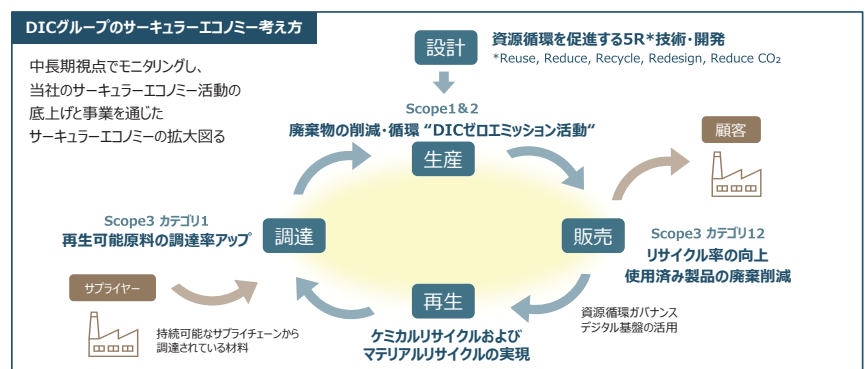 DICグループのサーキュラーエコノミー考え方
中長期視点でモニタリングし、
当社のサーキュラーエコノミー活動の
底上げと事業を通じた
サーキュラーエコノミーの拡大図る
設計
資源循環を促進する5R*技術・開発
*Reuse, Reduce, Recycle, Redesign, Reduce CO₂
Scope1&2
廃棄物の削減・循環 “DICゼロエミッション活動“
生産
顧客
Scope3 カテゴリ1
再生可能原料の調達率アップ
調達
販売
Scope3 カテゴリ12
リサイクル率の向上
使用済み製品の廃棄削減
サプライヤー
持続可能なサプライチェーンから
調達されている材料
再生
ケミカルリサイクルおよび
マテリアルリサイクルの実現
資源循環ガバナンス
デジタル基盤の活用